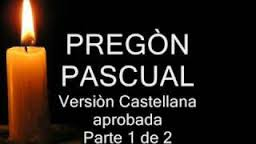 PREGÒN
PASCUAL
Versiòn Castellana
aprobada
Parte 1 de 2